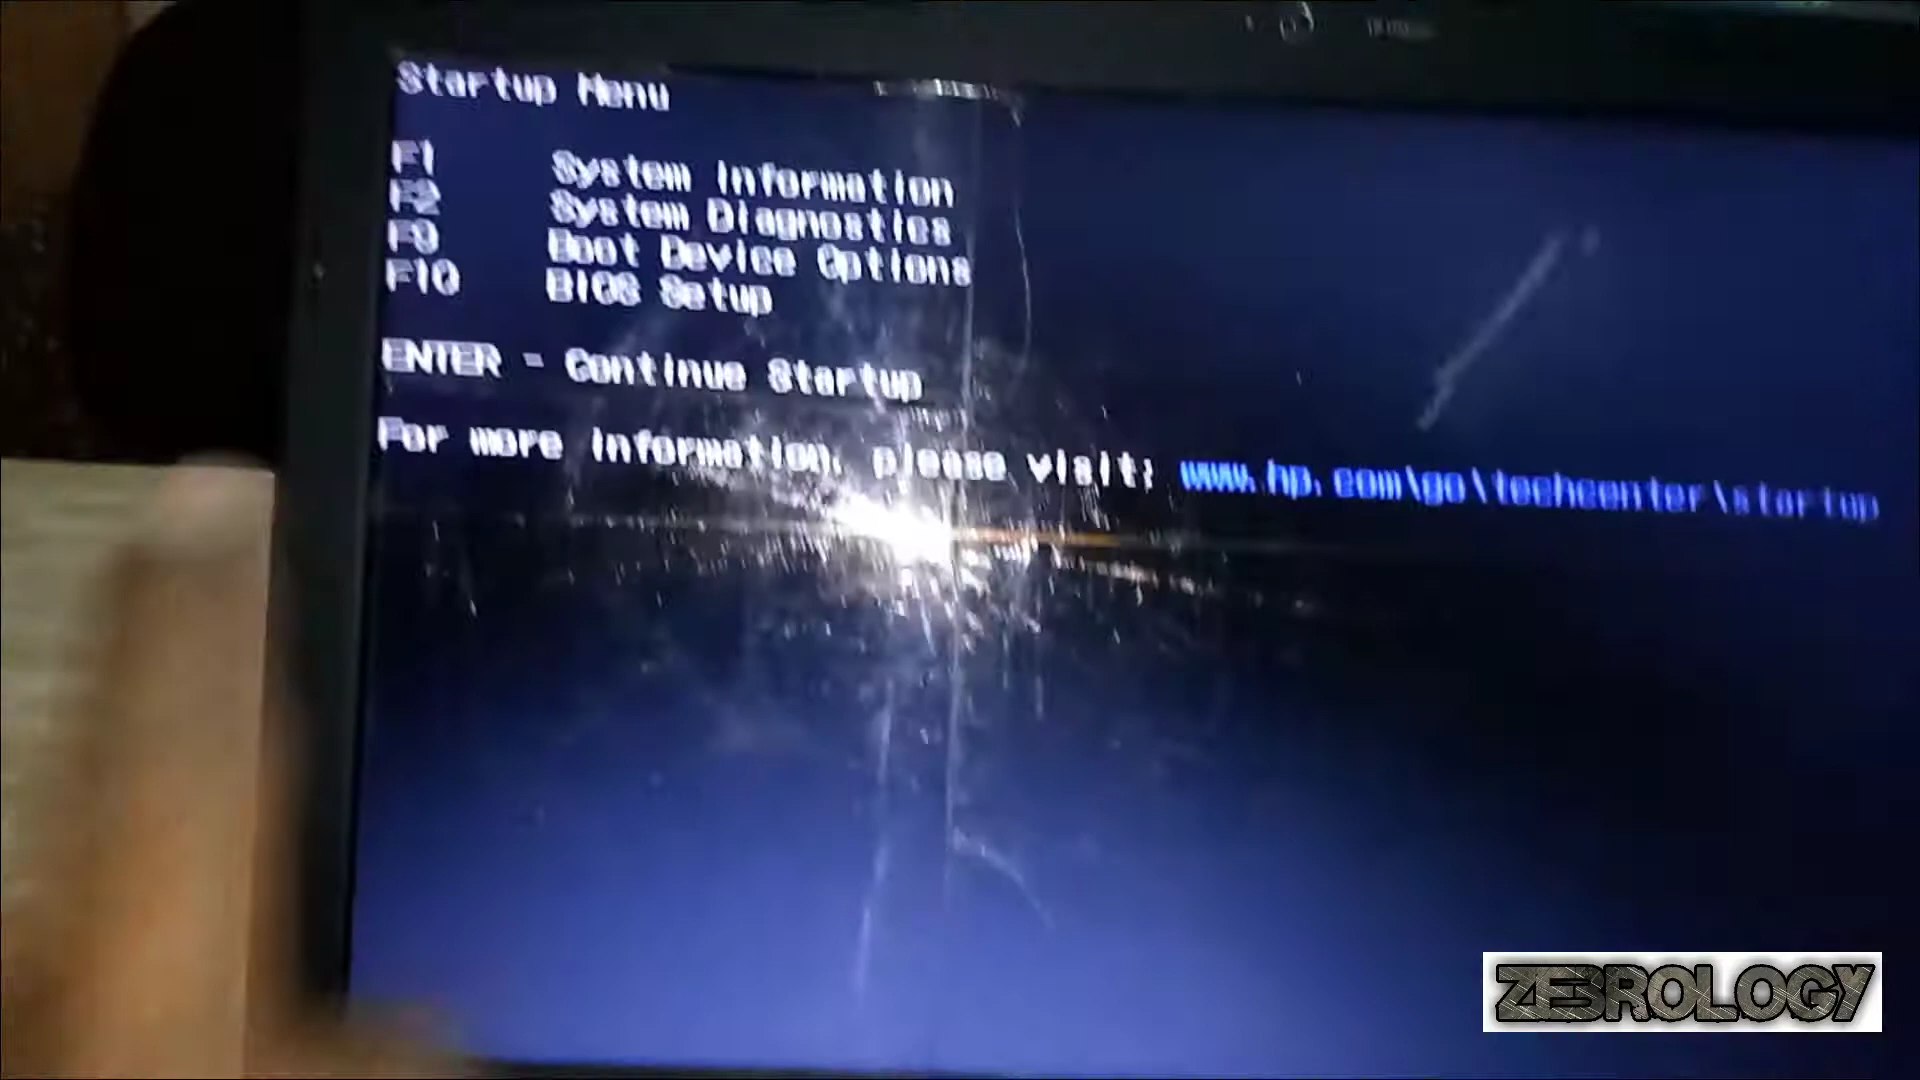 Startup Menu
F1 System Information
F2 System Diagnostics
F9 Boot Device Options
F10 BIOS Setup
ENTER - Continue Startup
For more information, please visit: www.hp.com\go\techcenter\startup
ZEBROLOGY